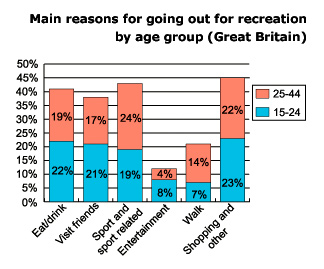 Main reasons for going out for recreation
by age group (Great Britain)
50%
45%
40%
35%
30%
25%
20%
15%
10%
5%
0%
19%
22%
17%
21%
24%
19%
4%
8%
14%
7%
22%
23%
25-44
15-24
Eat/drink
Visit friends
Sport and
sport related
Entertainment
Walk
Shopping and
other